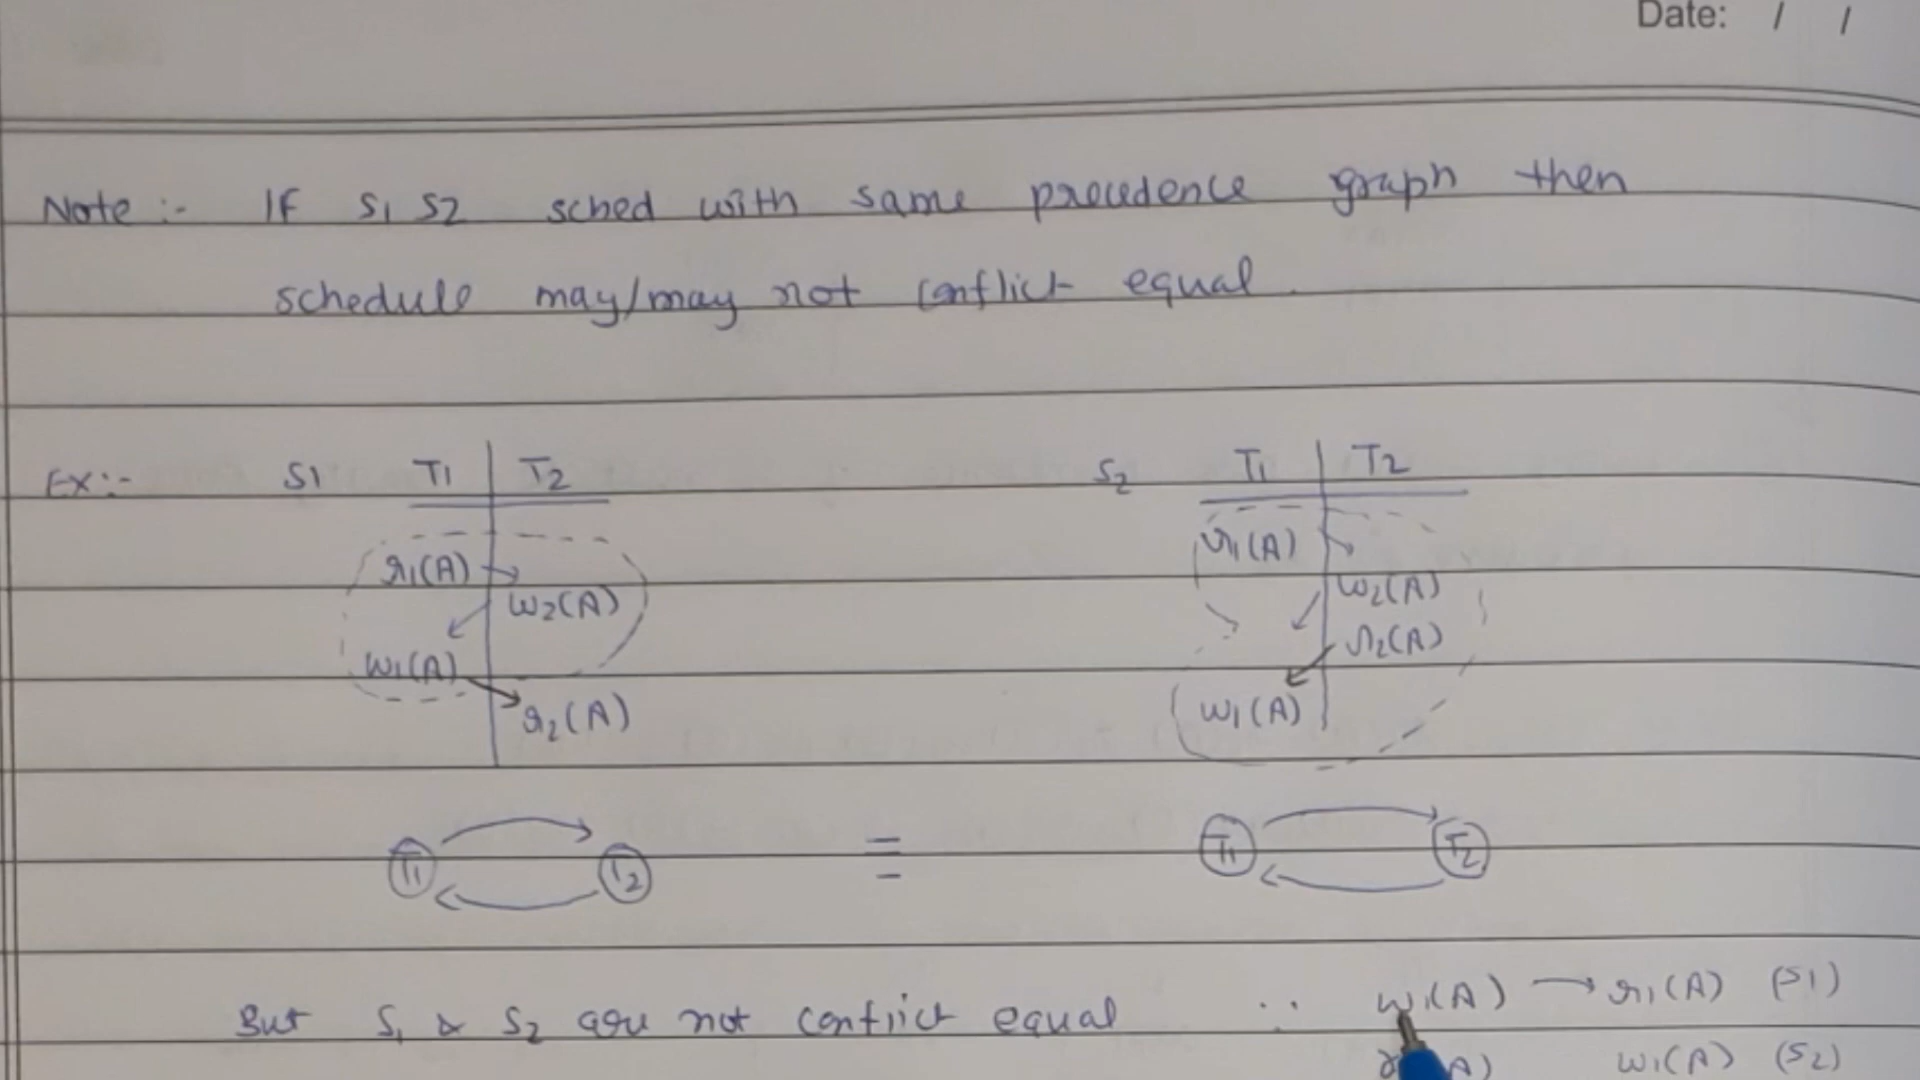 Date: / /
Note :- IF S1 S2 sched with same precedence graph then
schedule may/may not conflict equal.
Ex:- S1 T1 T2 S2 T1 T2
r1(A) r1(A)
w2(A) w2(A)
r2(A)
w1(A)
r2(A) w1(A)
T1 T2 = T1 T2
But S1 & S2 are not conflict equal ∴ w1(A) → r1(A) (S1)
A) w1(A) (S2)